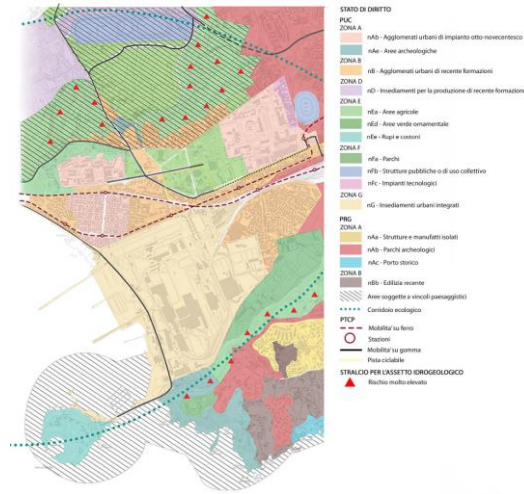 STATO DI DIRITTO
PUC
ZONA A
nAb - Agglomerati urbani di impianto otto-novecentesco
nAe - Aree archeologiche
ZONA B
nB - Agglomerati urbani di recente formazioni
ZONA D
nD - Insediamenti per la produzione di recente formazione
ZONA E
nEa - Aree agricole
nEd - Aree verde ornamentale
nEe - Rupi e costoni
ZONA F
nFa - Parchi
nFb - Strutture pubbliche o di uso collettivo
nFc - Impianti tecnologici
ZONA G
nG - Insediamenti urbani integrati
PRG
ZONA A
nAa - Strutture e manufatti isolati
nAb - Parchi archeologici
nAc - Porto storico
ZONA B
nBb - Edilizia recente
Aree soggette a vincoli paesaggistici
Corridoio ecologico
PTCP
Mobilita' su ferro
Stazioni
Mobilita' su gomma
Pista ciclabile
STRALCIO PER L'ASSETTO IDROGEOLOGICO
Rischio molto elevato